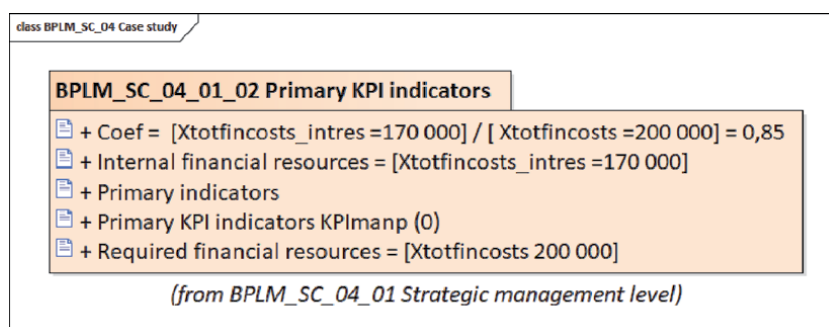 class BPLM_SC_04 Case study
BPLM_SC_04_01_02 Primary KPI indicators
+ Coef = [Xtotfincosts_intres =170 000] / [ Xtotfincosts =200 000] = 0,85
+ Internal financial resources = [Xtotfincosts_intres =170 000]
+ Primary indicators
+ Primary KPI indicators KPImanp (0)
+ Required financial resources = [Xtotfincosts 200 000]
(from BPLM_SC_04_01 Strategic management level)